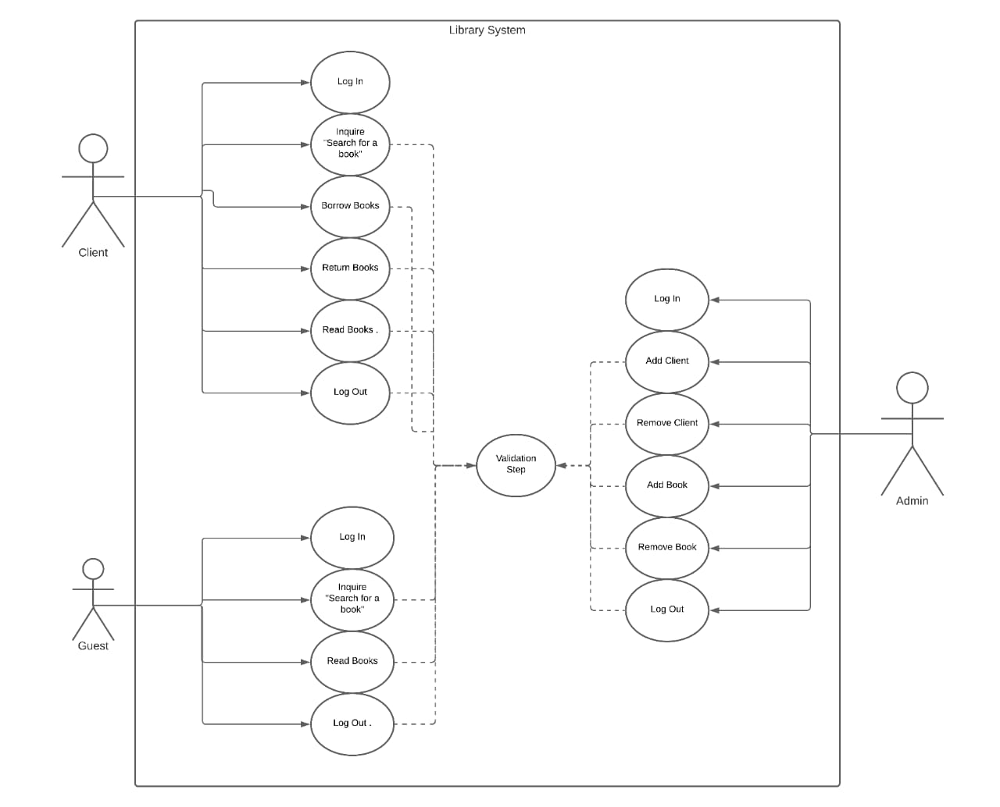 Library System
Log In
Inquire
"Search for a
book"
Borrow Books
Return Books
Read Books .
Log Out
Client
Validation
Step
Log In
Add Client
Remove Client
Add Book
Remove Book
Log Out
Admin
Log In
Inquire
"Search for a
book"
Read Books
Log Out .
Guest